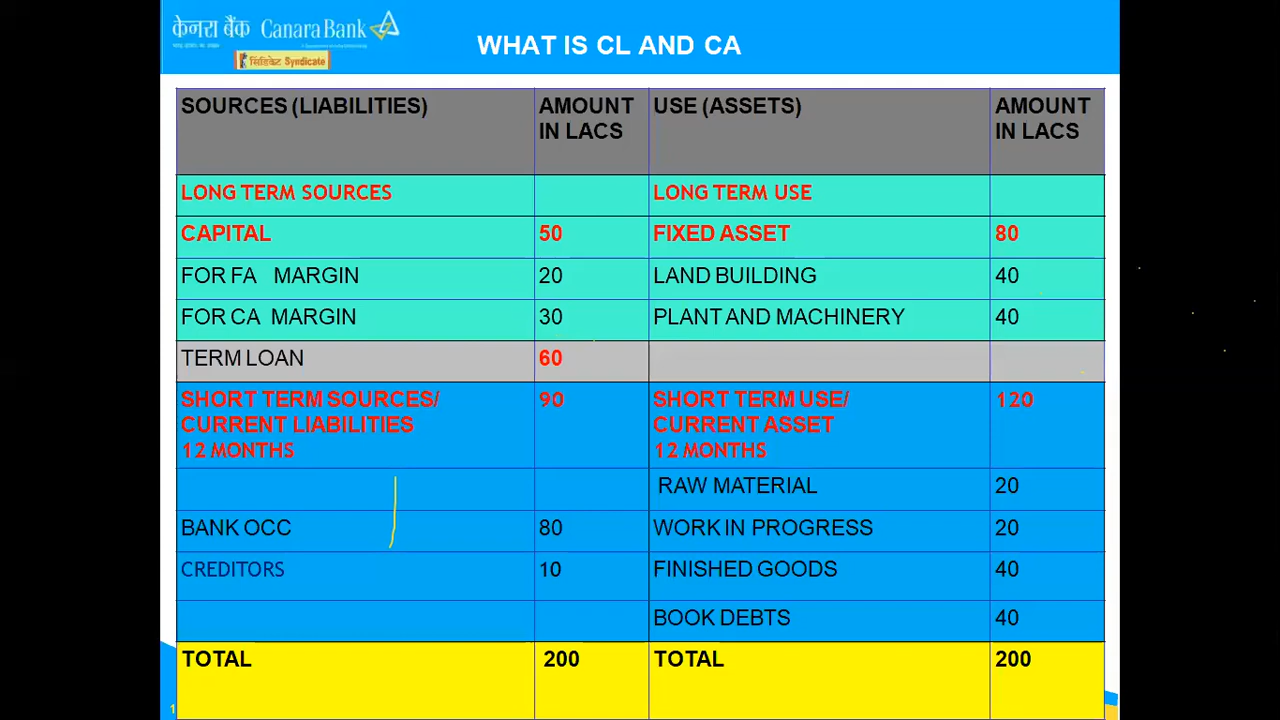 केनरा बैंक Canara Bank
सिंडिकेट Syndicate
WHAT IS CL AND CA
SOURCES (LIABILITIES) AMOUNT IN LACS USE (ASSETS) AMOUNT IN LACS
LONG TERM SOURCES LONG TERM USE
CAPITAL 50 FIXED ASSET 80
FOR FA MARGIN 20 LAND BUILDING 40
FOR CA MARGIN 30 PLANT AND MACHINERY 40
TERM LOAN 60
SHORT TERM SOURCES/ 90 SHORT TERM USE/ 120
CURRENT LIABILITIES CURRENT ASSET
12 MONTHS 12 MONTHS
RAW MATERIAL 20
BANK OCC 80 WORK IN PROGRESS 20
CREDITORS 10 FINISHED GOODS 40
BOOK DEBTS 40
TOTAL 200 TOTAL 200
1